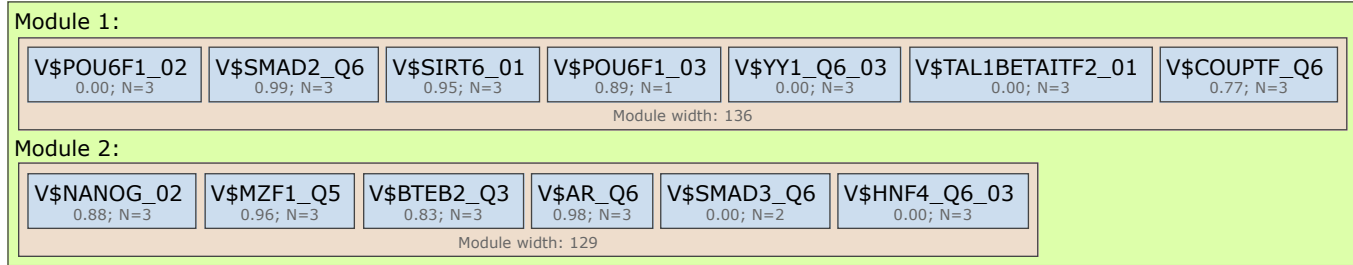 Module 1:
V$POU6F1_02 V$SMAD2_Q6 V$SIRT6_01 V$POU6F1_03 V$YY1_Q6_03 V$TAL1BETAITF2_01 V$COUPTF_Q6
0.00; N=3 0.99; N=3 0.95; N=3 0.89; N=1 0.00; N=3 0.00; N=3 0.77; N=3
Module width: 136
Module 2:
V$NANOG_02 V$MZF1_Q5 V$BTEB2_Q3 V$AR_Q6 V$SMAD3_Q6 V$HNF4_Q6_03
0.88; N=3 0.96; N=3 0.83; N=3 0.98; N=3 0.00; N=2 0.00; N=3
Module width: 129